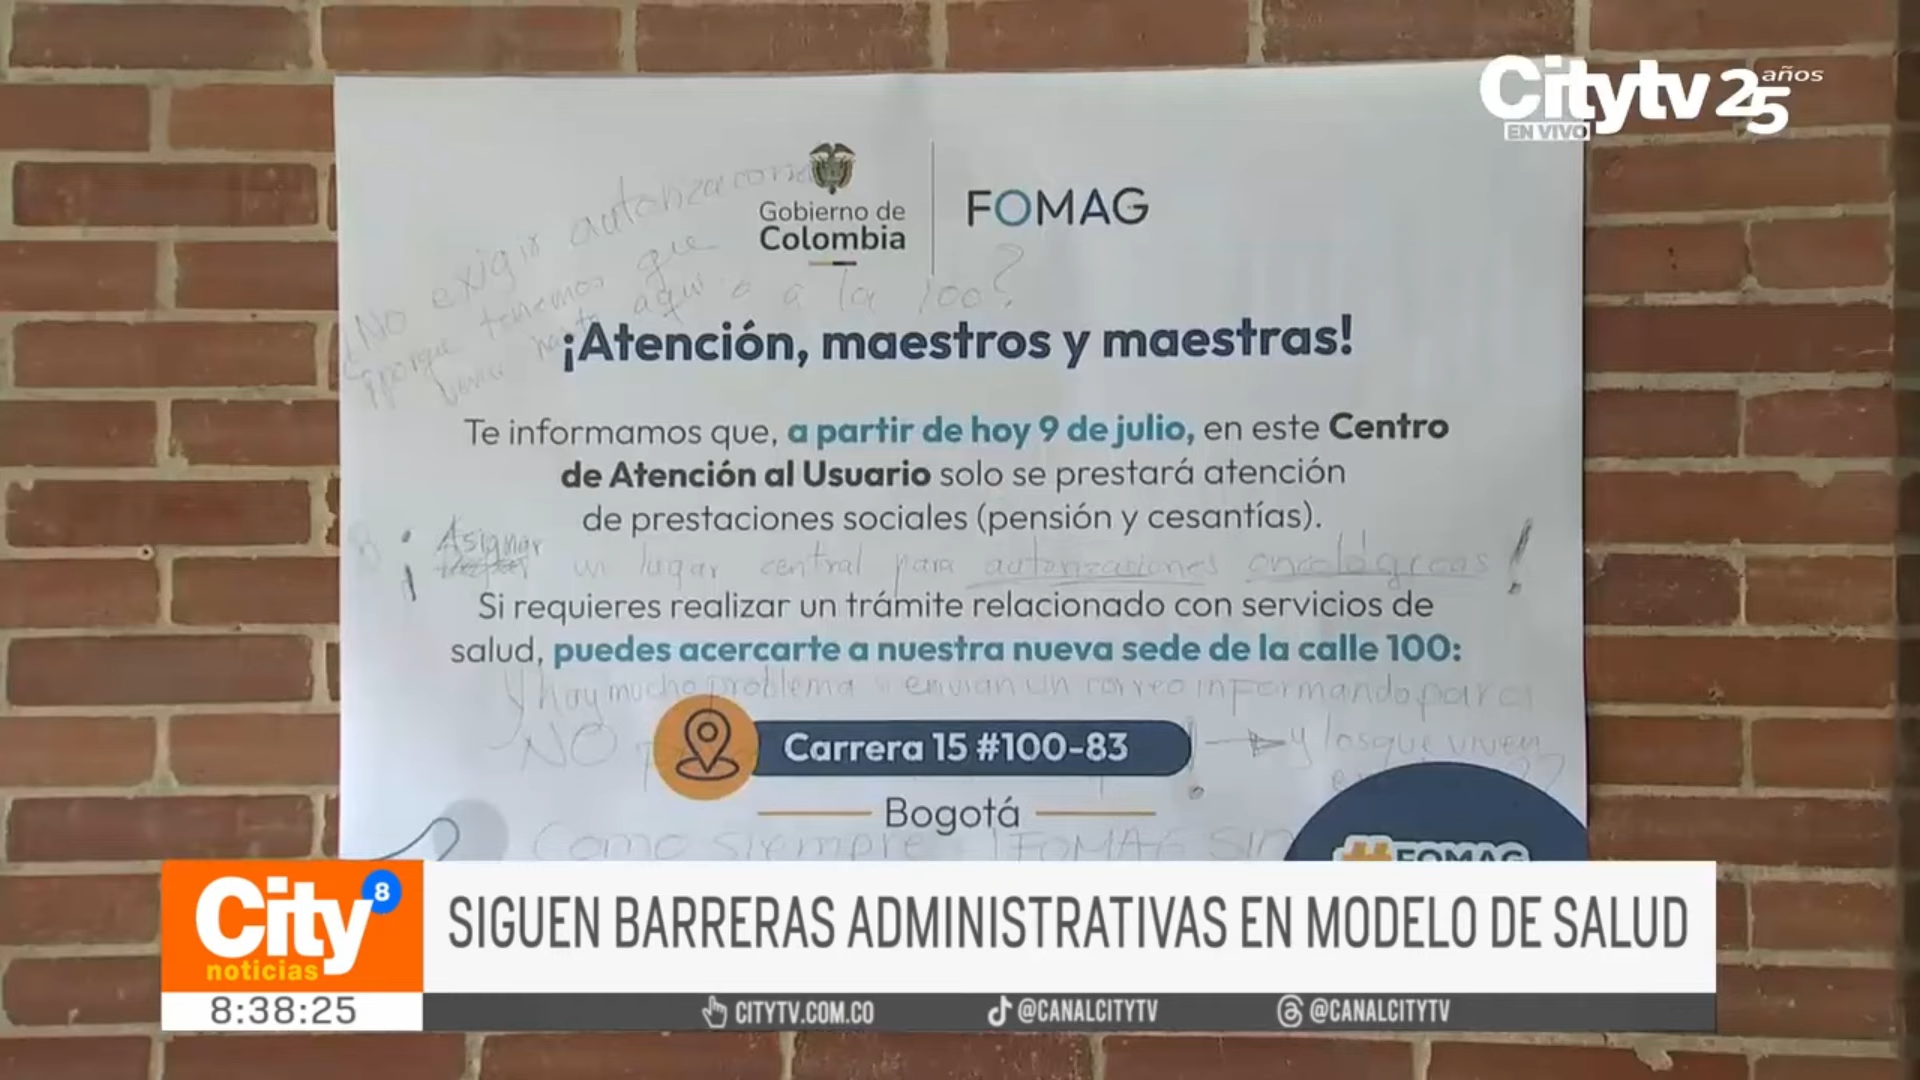 Citytv 25 años
EN VIVO
Gobierno de
Colombia
FOMAG
¿No exigir autorizaciones
porque tenemos que
venir hasta aquí o a la 100?
¡Atención, maestros y maestras!
Te informamos que, a partir de hoy 9 de julio, en este Centro
de Atención al Usuario solo se prestará atención
de prestaciones sociales (pensión y cesantías).
¡Asignar un lugar central para autorizaciones oncológicas!
Si requieres realizar un trámite relacionado con servicios de
salud, puedes acercarte a nuestra nueva sede de la calle 100:
y hay mucho problema envían un correo informando para
NO
Carrera 15 #100-83
y los que viven
Bogotá
Como siempre FOMAG SIN
#FOMAG
City 8
noticias
SIGUEN BARRERAS ADMINISTRATIVAS EN MODELO DE SALUD
8:38:25
CITYTV.COM.CO
@CANALCITYTV
@CANALCITYTV